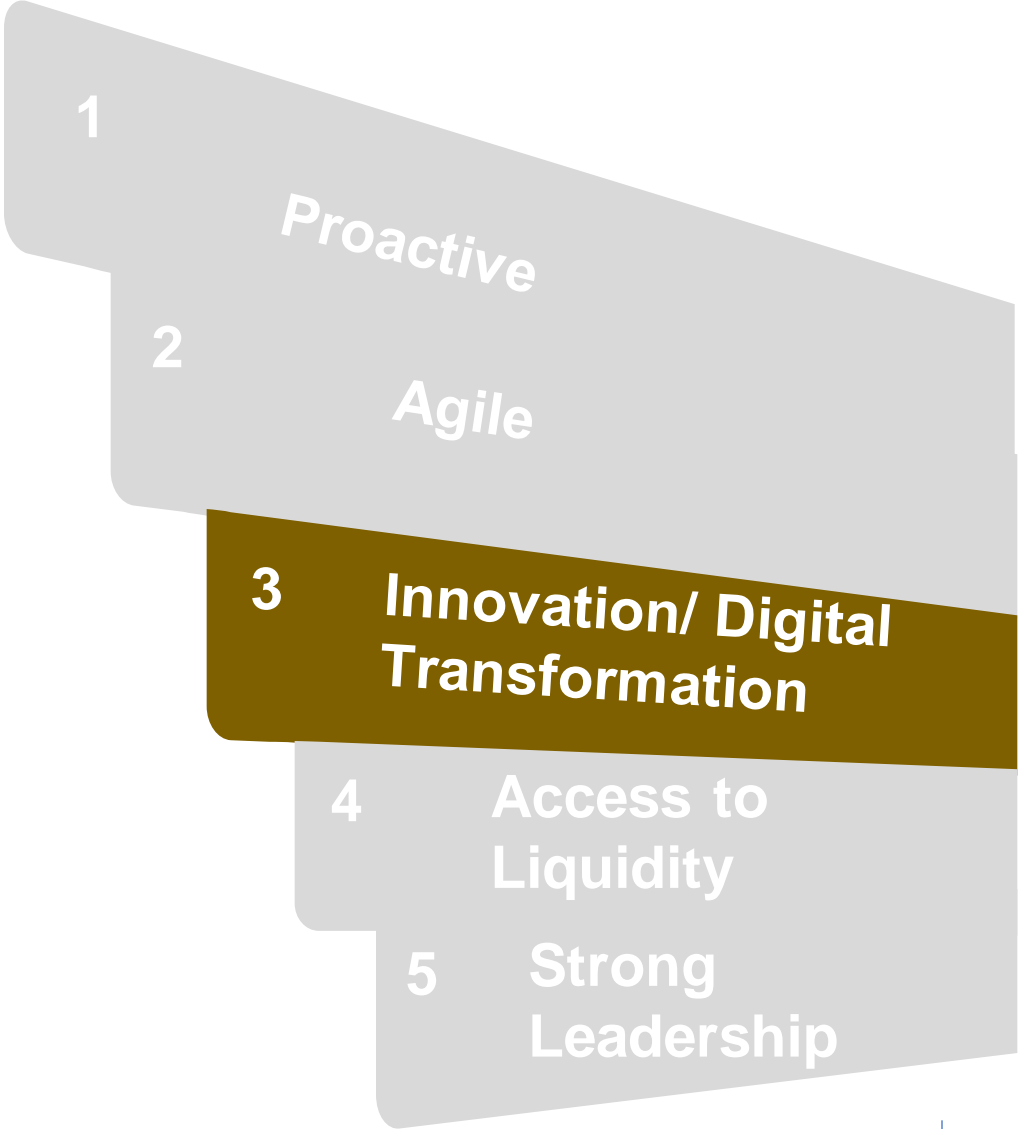 1
Proactive
2
Agile
3
Innovation/ Digital
Transformation
4
Access to
Liquidity
5
Strong
Leadership